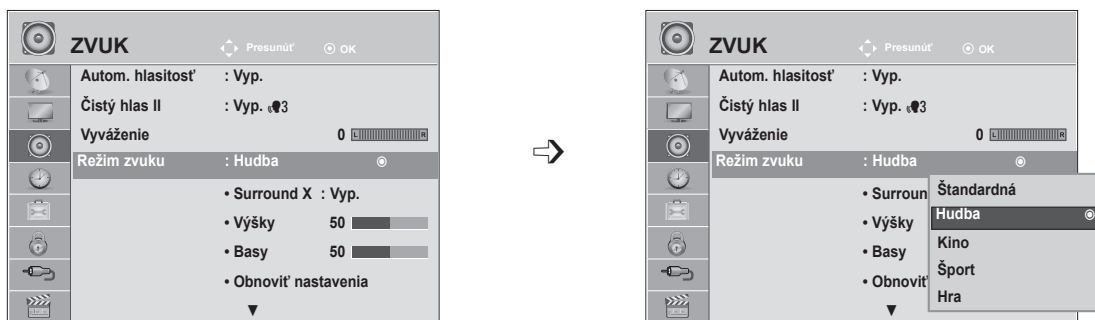 ZVUK Presunúť OK
Autom. hlasitosť : Vyp.
Čistý hlas II : Vyp. 3
Vyváženie 0 L R
Režim zvuku : Hudba
• Surround X : Vyp.
• Výšky 50
• Basy 50
• Obnoviť nastavenia
▼
ZVUK Presunúť OK
Autom. hlasitosť : Vyp.
Čistý hlas II : Vyp. 3
Vyváženie 0 L R
Režim zvuku : Hudba
• Surroun
• Výšky
• Basy
• Obnoviť
▼
Štandardná
Hudba
Kino
Šport
Hra